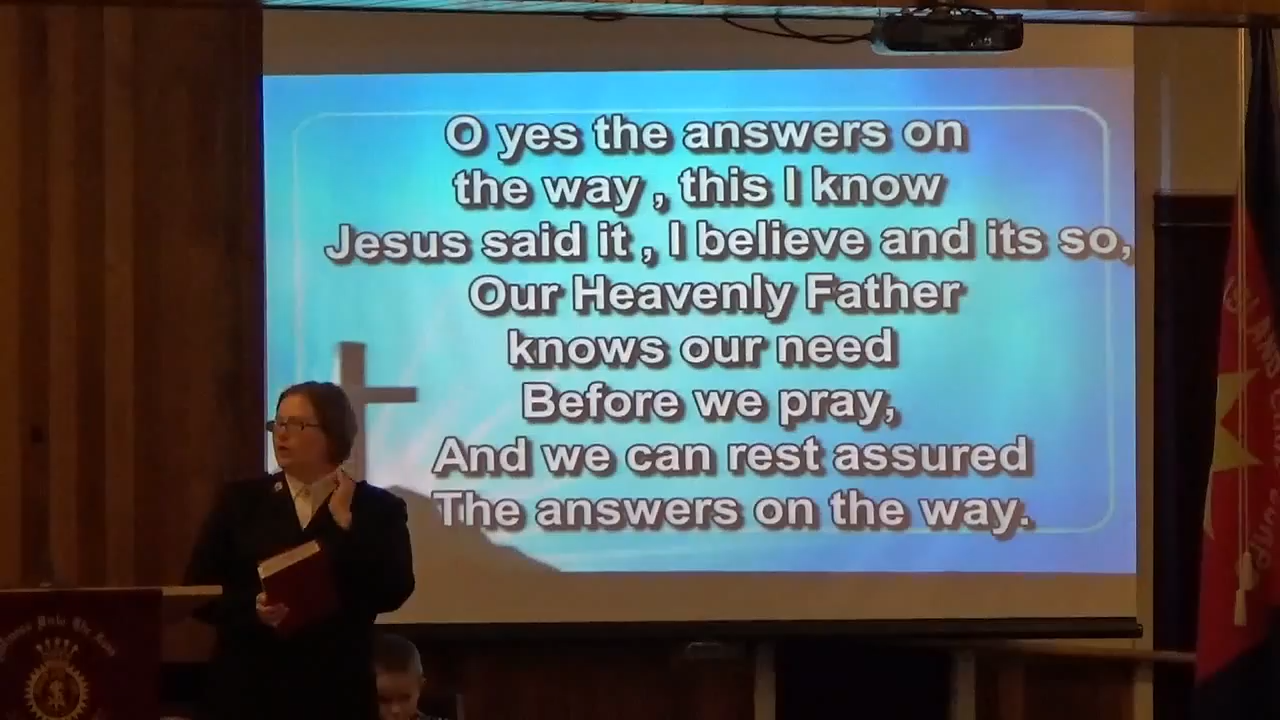 O yes the answers on
the way , this I know
Jesus said it , I believe and its so,
Our Heavenly Father
knows our need
Before we pray,
And we can rest assured
The answers on the way.